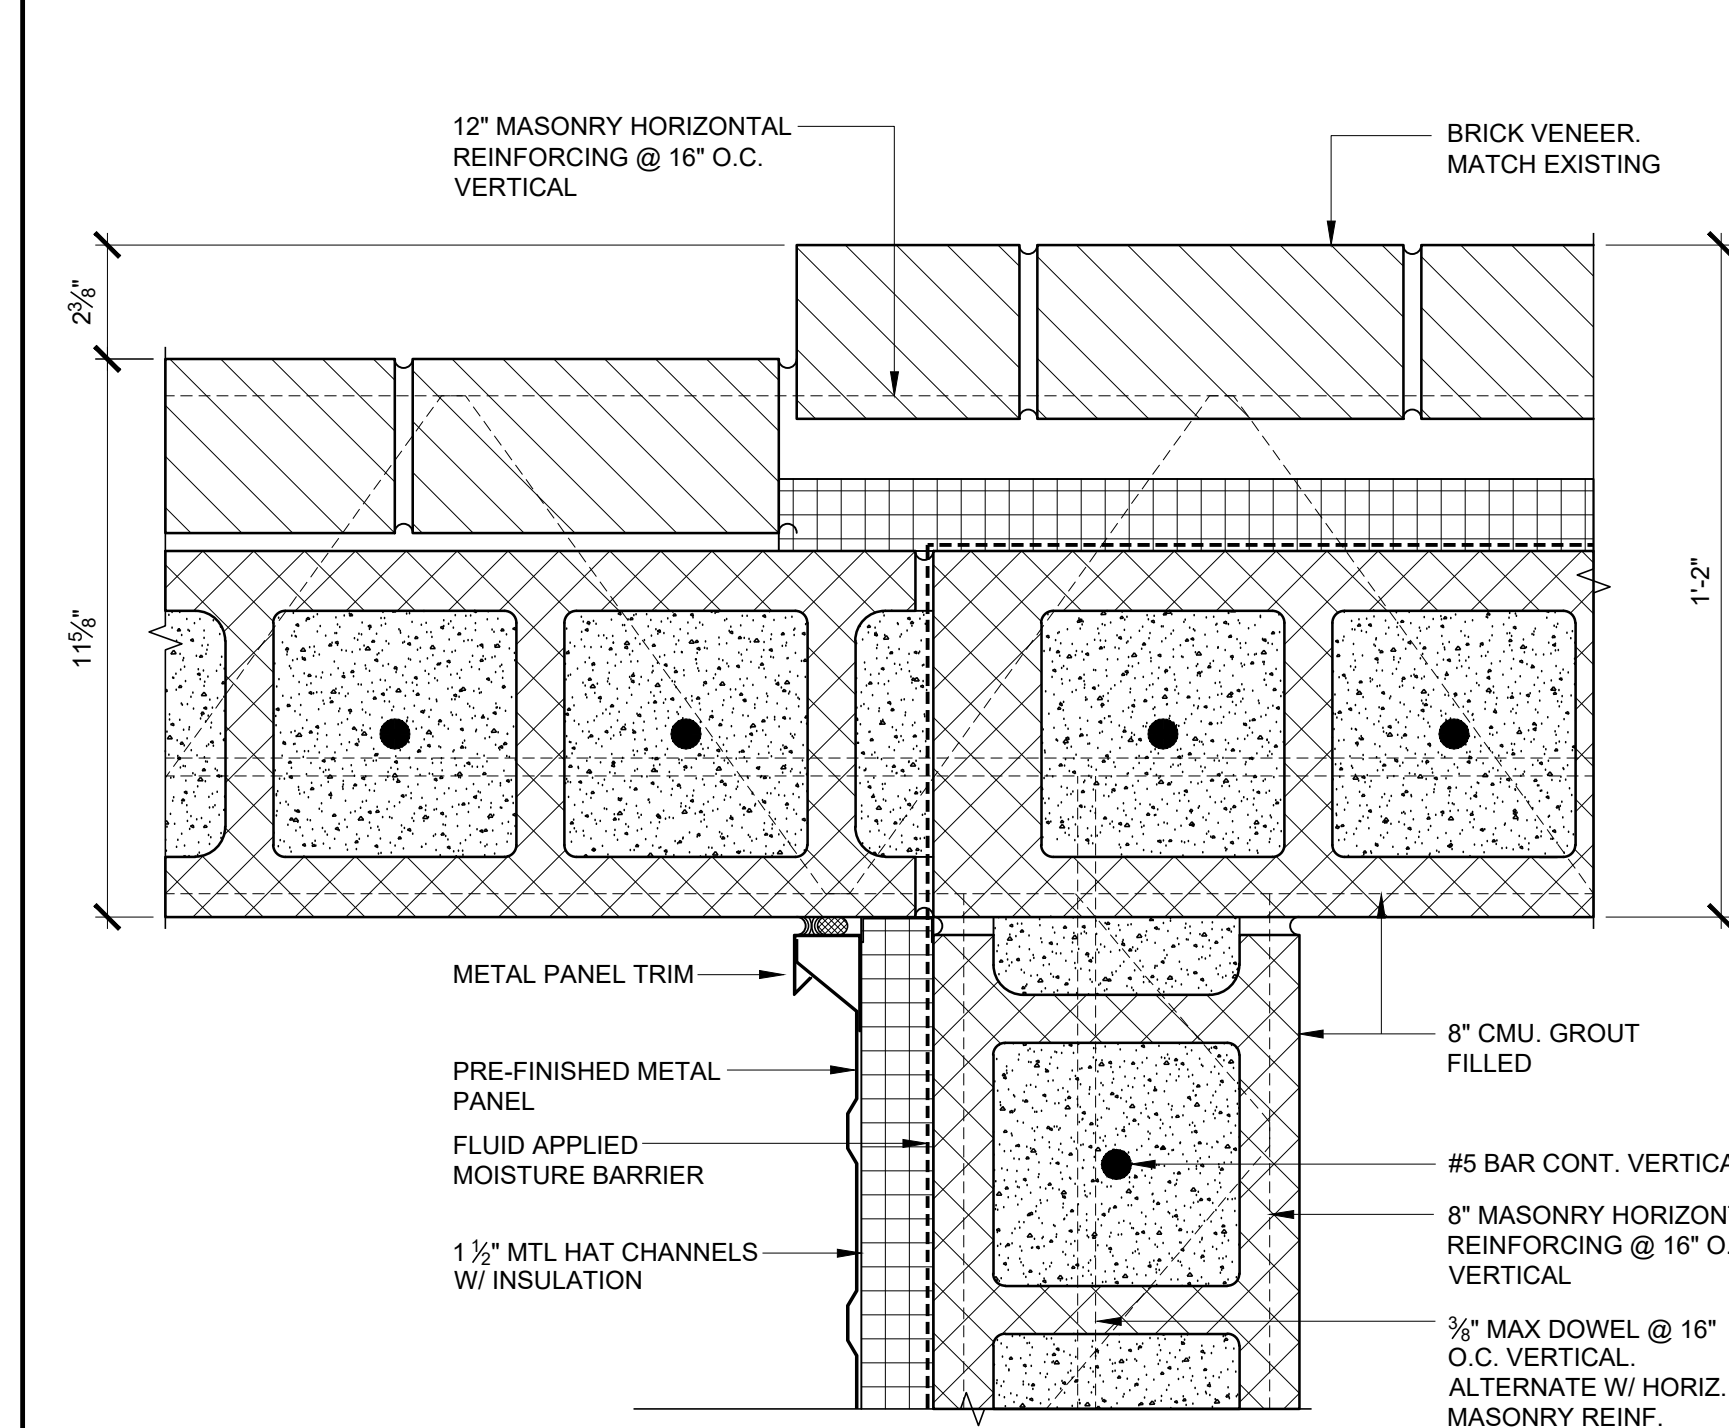 12" MASONRY HORIZONTAL
REINFORCING @ 16" O.C.
VERTICAL
BRICK VENEER.
MATCH EXISTING
2⅜"
11⅝"
1'-2"
METAL PANEL TRIM
PRE-FINISHED METAL
PANEL
FLUID APPLIED
MOISTURE BARRIER
1 ½" MTL HAT CHANNELS
W/ INSULATION
8" CMU. GROUT
FILLED
#5 BAR CONT.
8" MASONRY
REINFORCING @ 16"
VERTICAL
⅜" MAX DOWEL @ 16"
O.C. VERTICAL.
ALTERNATE W/ HORIZ.
MASONRY REINF.